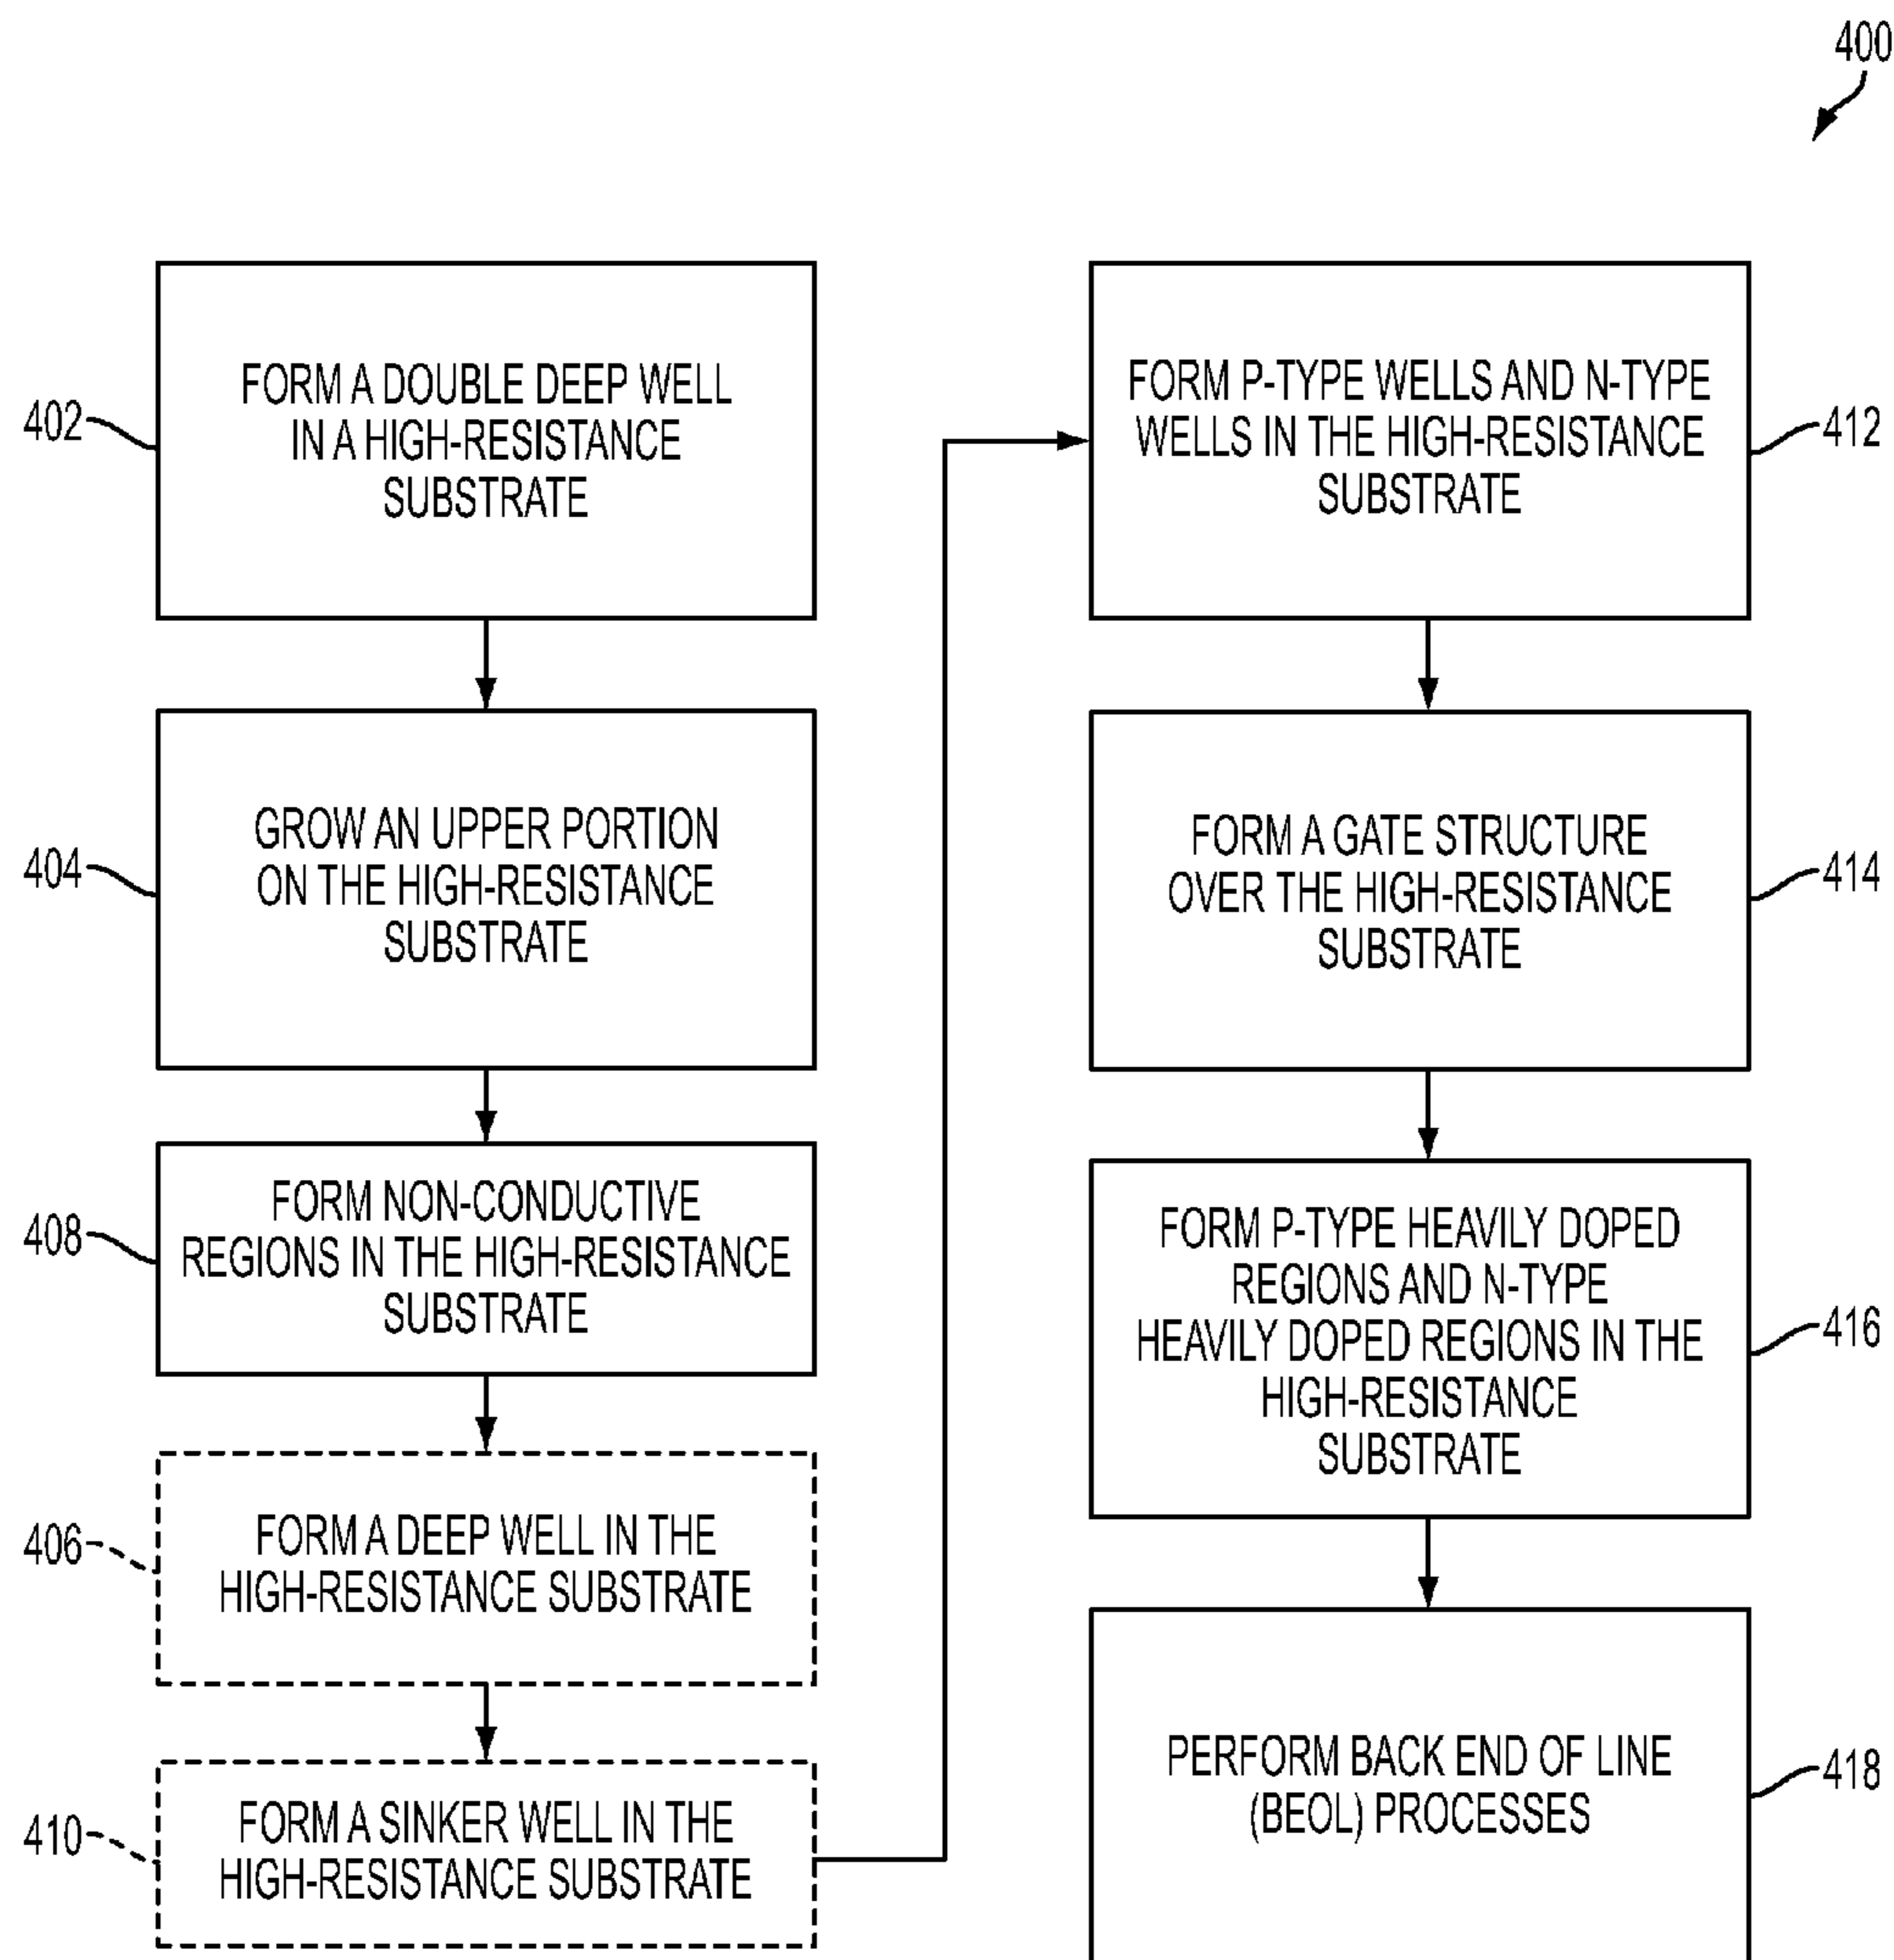 400
402
FORM A DOUBLE DEEP WELL
IN A HIGH-RESISTANCE
SUBSTRATE
404
GROW AN UPPER PORTION
ON THE HIGH-RESISTANCE
SUBSTRATE
408
FORM NON-CONDUCTIVE
REGIONS IN THE HIGH-RESISTANCE
SUBSTRATE
406
FORM A DEEP WELL IN THE
HIGH-RESISTANCE SUBSTRATE
410
FORM A SINKER WELL IN THE
HIGH-RESISTANCE SUBSTRATE
FORM P-TYPE WELLS AND N-TYPE
WELLS IN THE HIGH-RESISTANCE
SUBSTRATE
412
FORM A GATE STRUCTURE
OVER THE HIGH-RESISTANCE
SUBSTRATE
414
FORM P-TYPE HEAVILY DOPED
REGIONS AND N-TYPE
HEAVILY DOPED REGIONS IN THE
HIGH-RESISTANCE
SUBSTRATE
416
PERFORM BACK END OF LINE
(BEOL) PROCESSES
418